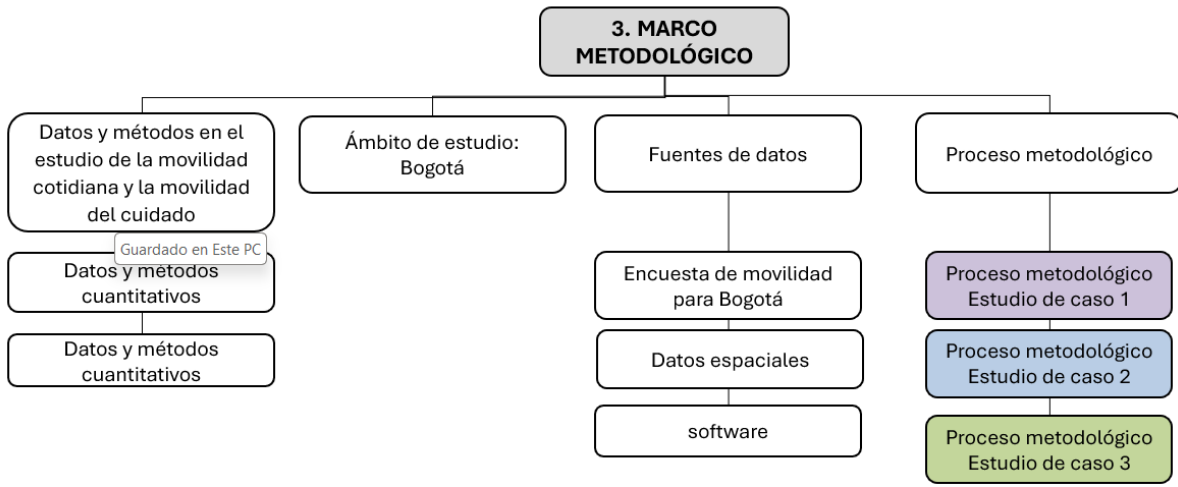 3. MARCO
METODOLÓGICO
Datos y métodos en el
estudio de la movilidad
cotidiana y la movilidad
del cuidado
Guardado en Este PC
Datos y métodos
cuantitativos
Datos y métodos
cuantitativos
Ámbito de estudio:
Bogotá
Fuentes de datos
Encuesta de movilidad
para Bogotá
Datos espaciales
software
Proceso metodológico
Proceso metodológico
Estudio de caso 1
Proceso metodológico
Estudio de caso 2
Proceso metodológico
Estudio de caso 3